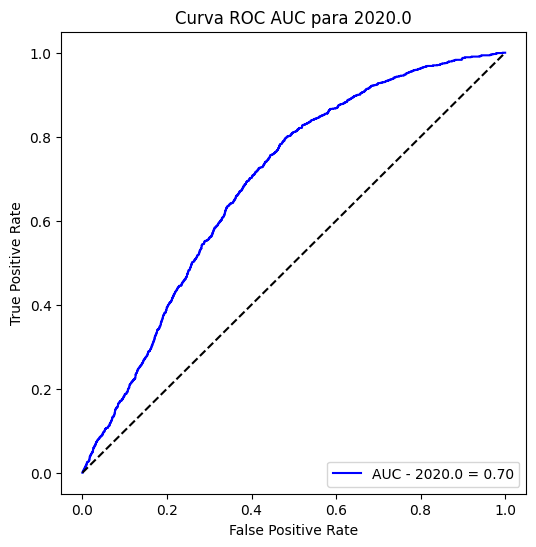 Curva ROC AUC para 2020.0
True Positive Rate
1.0
0.8
0.6
0.4
0.2
0.0
AUC - 2020.0 = 0.70
0.0 0.2 0.4 0.6 0.8 1.0
False Positive Rate